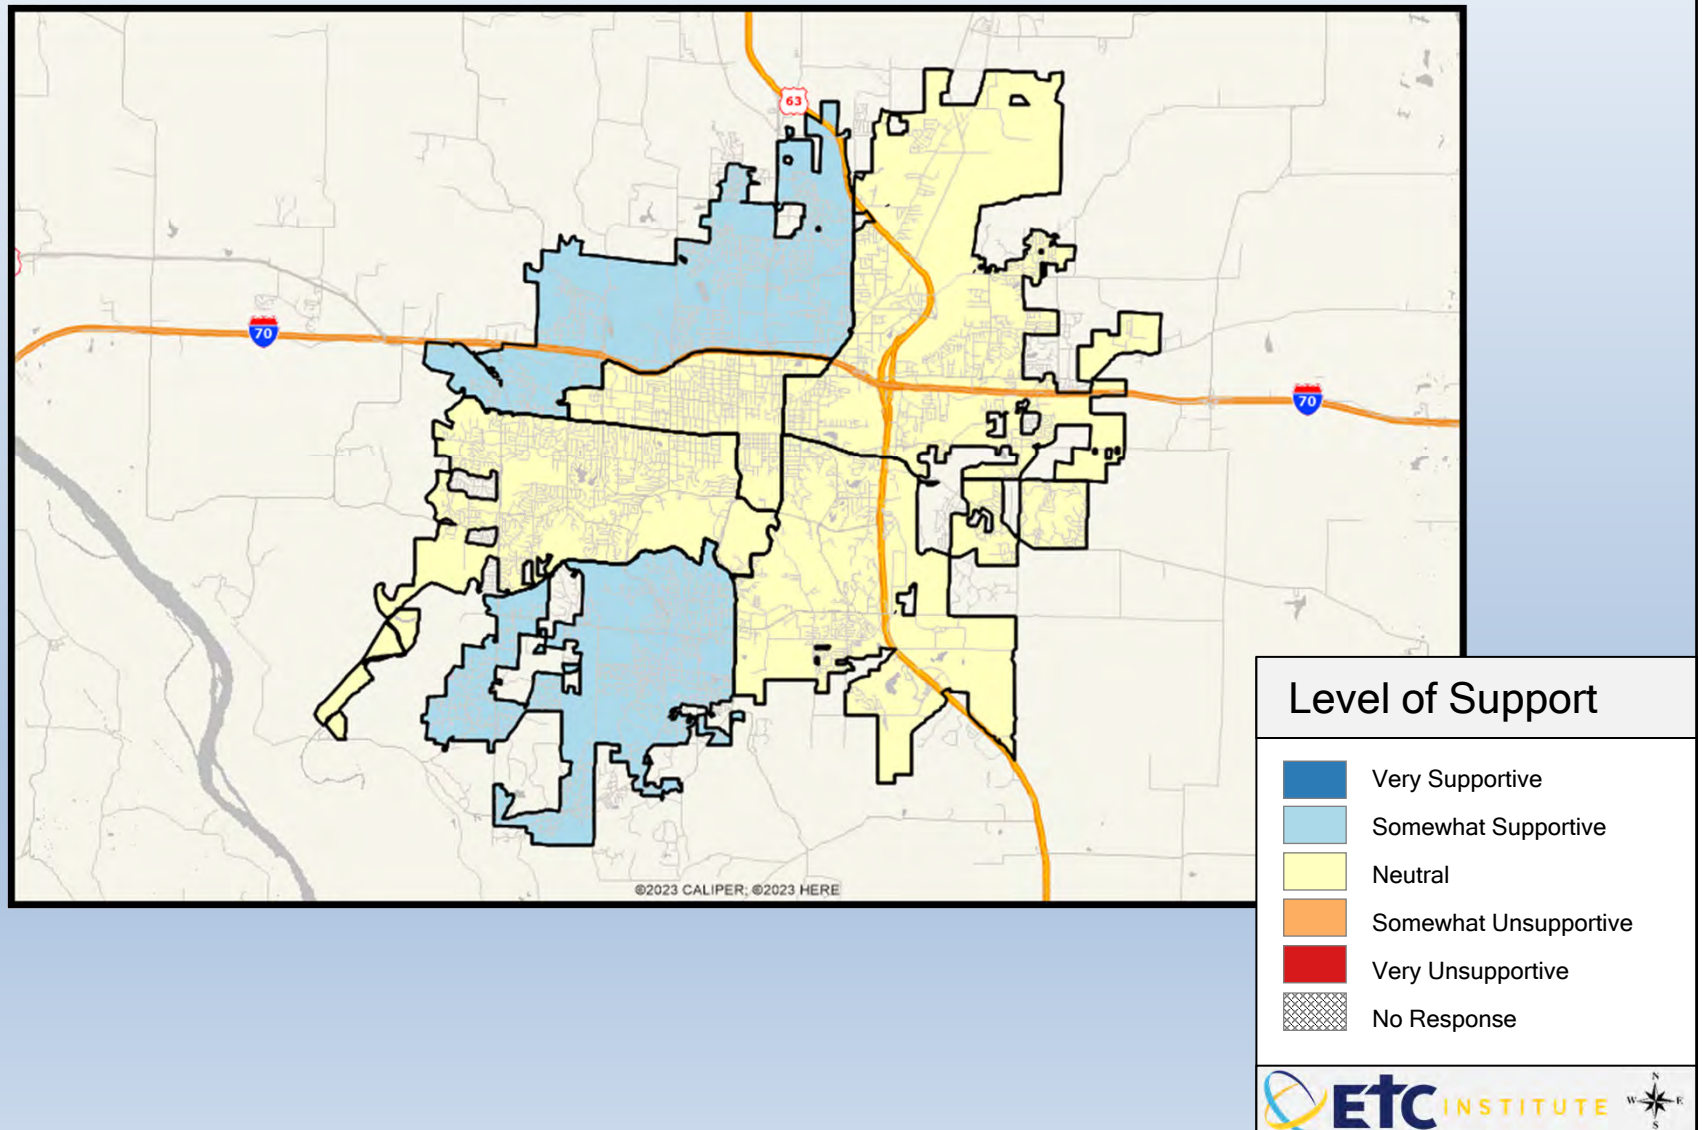 63
70
70
©2023 CALIPER; ©2023 HERE
Level of Support
Very Supportive
Somewhat Supportive
Neutral
Somewhat Unsupportive
Very Unsupportive
No Response
ETC INSTITUTE
N
W E
S